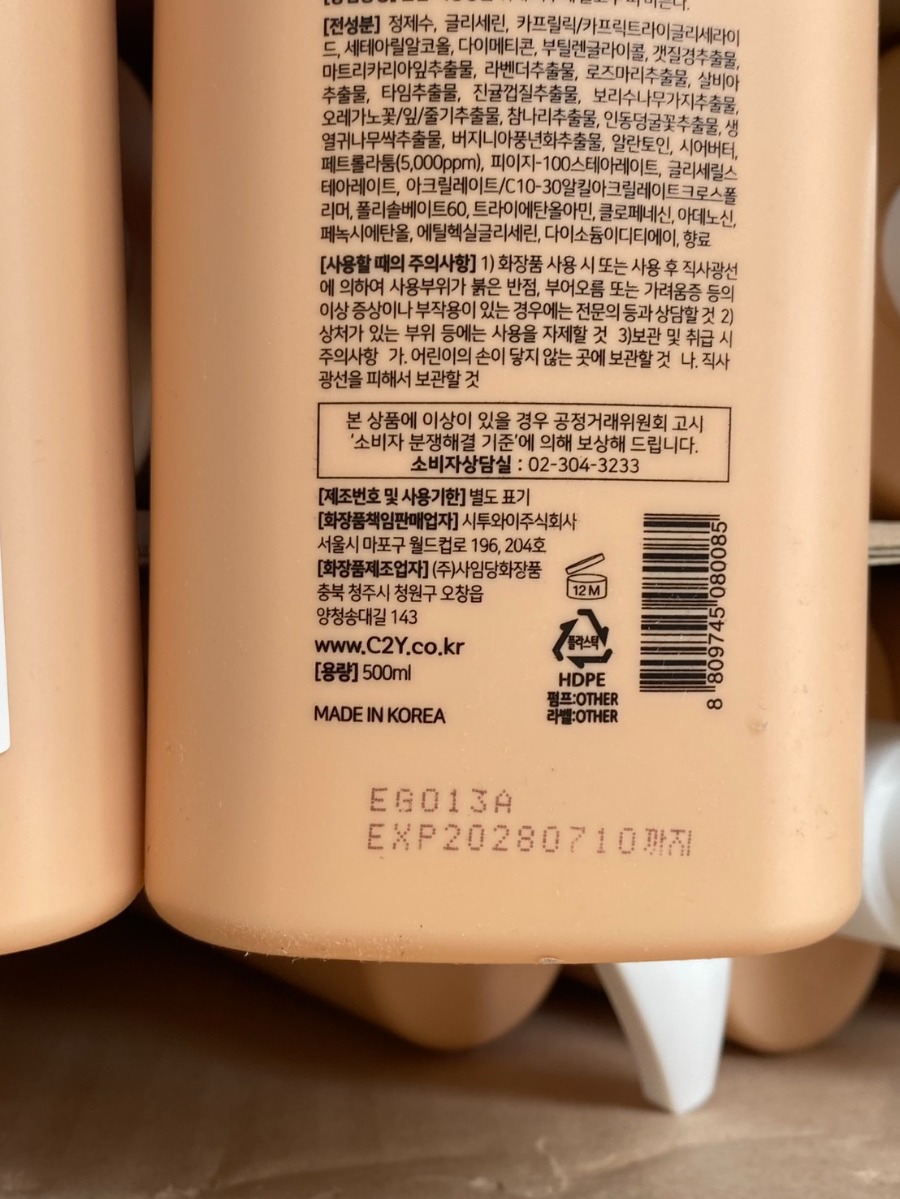 [전성분] 정제수, 글리세린, 카프릴릭/카프릭트라이글리세라이
드, 세테아릴알코올, 다이메티콘, 부틸렌글라이콜, 갯질경추출물,
마트리카리아잎추출물, 라벤더추출물, 로즈마리추출물, 살비아
추출물, 타임추출물, 진귤껍질추출물, 보리수나무가지추출물,
오레가노꽃/잎/줄기추출물, 참나리추출물, 인동덩굴꽃추출물, 생
열귀나무싹추출물, 버지니아풍년화추출물, 알란토인, 시어버터,
페트롤라툼(5,000ppm), 피이지-100스테아레이트, 글리세릴스
테아레이트, 아크릴레이트/C10-30알킬아크릴레이트크로스폴
리머, 폴리솔베이트60, 트라이에탄올아민, 클로페네신, 아데노신,
페녹시에탄올, 에틸헥실글리세린, 다이소듐이디티에이, 향료
[사용할 때의 주의사항] 1) 화장품 사용 시 또는 사용 후 직사광선
에 의하여 사용부위가 붉은 반점, 부어오름 또는 가려움증 등의
이상 증상이나 부작용이 있는 경우에는 전문의 등과 상담할 것 2)
상처가 있는 부위 등에는 사용을 자제할 것 3)보관 및 취급 시
주의사항 가. 어린이의 손이 닿지 않는 곳에 보관할 것 나. 직사
광선을 피해서 보관할 것
본 상품에 이상이 있을 경우 공정거래위원회 고시
'소비자 분쟁해결 기준'에 의해 보상해 드립니다.
소비자상담실 : 02-304-3233
[제조번호 및 사용기한] 별도 표기
[화장품책임판매업자] 시투와이주식회사
서울시 마포구 월드컵로 196, 204호
[화장품제조업자] (주)사임당화장품
충북 청주시 청원구 오창읍
양청송대길 143
www.C2Y.co.kr
[용량] 500ml
MADE IN KOREA
12M
플라스틱
HDPE
펌프:OTHER
라벨:OTHER
8 809745 080085
EG013A
EXP20280710까지